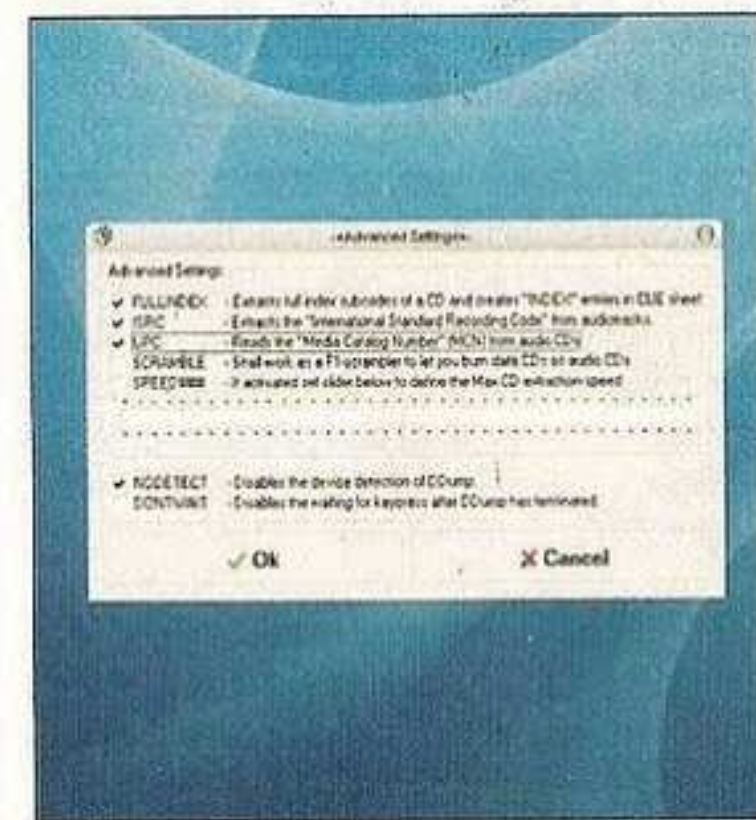 -=Advanced Settings=-
Advanced Settings
FULLINDEX - Extracts full index subcodes of a CD and creates "INDEX" entries in CUE sheet
ISRC - Extracts the "International Standard Recording Code" from audiotracks
UPC - Reads the "Media Catalog Number" (MCN) from audio CD's
SCRAMBLE - Shall work as a F1-scrambler to let you burn data CD's as audio CD's
SPEED - If activated set slider below to define the Max CD extraction speed
NODETECT - Disables the device detection of CDump
DONTWAIT - Disables the waiting for keypress after CDump has terminated
Ok
Cancel